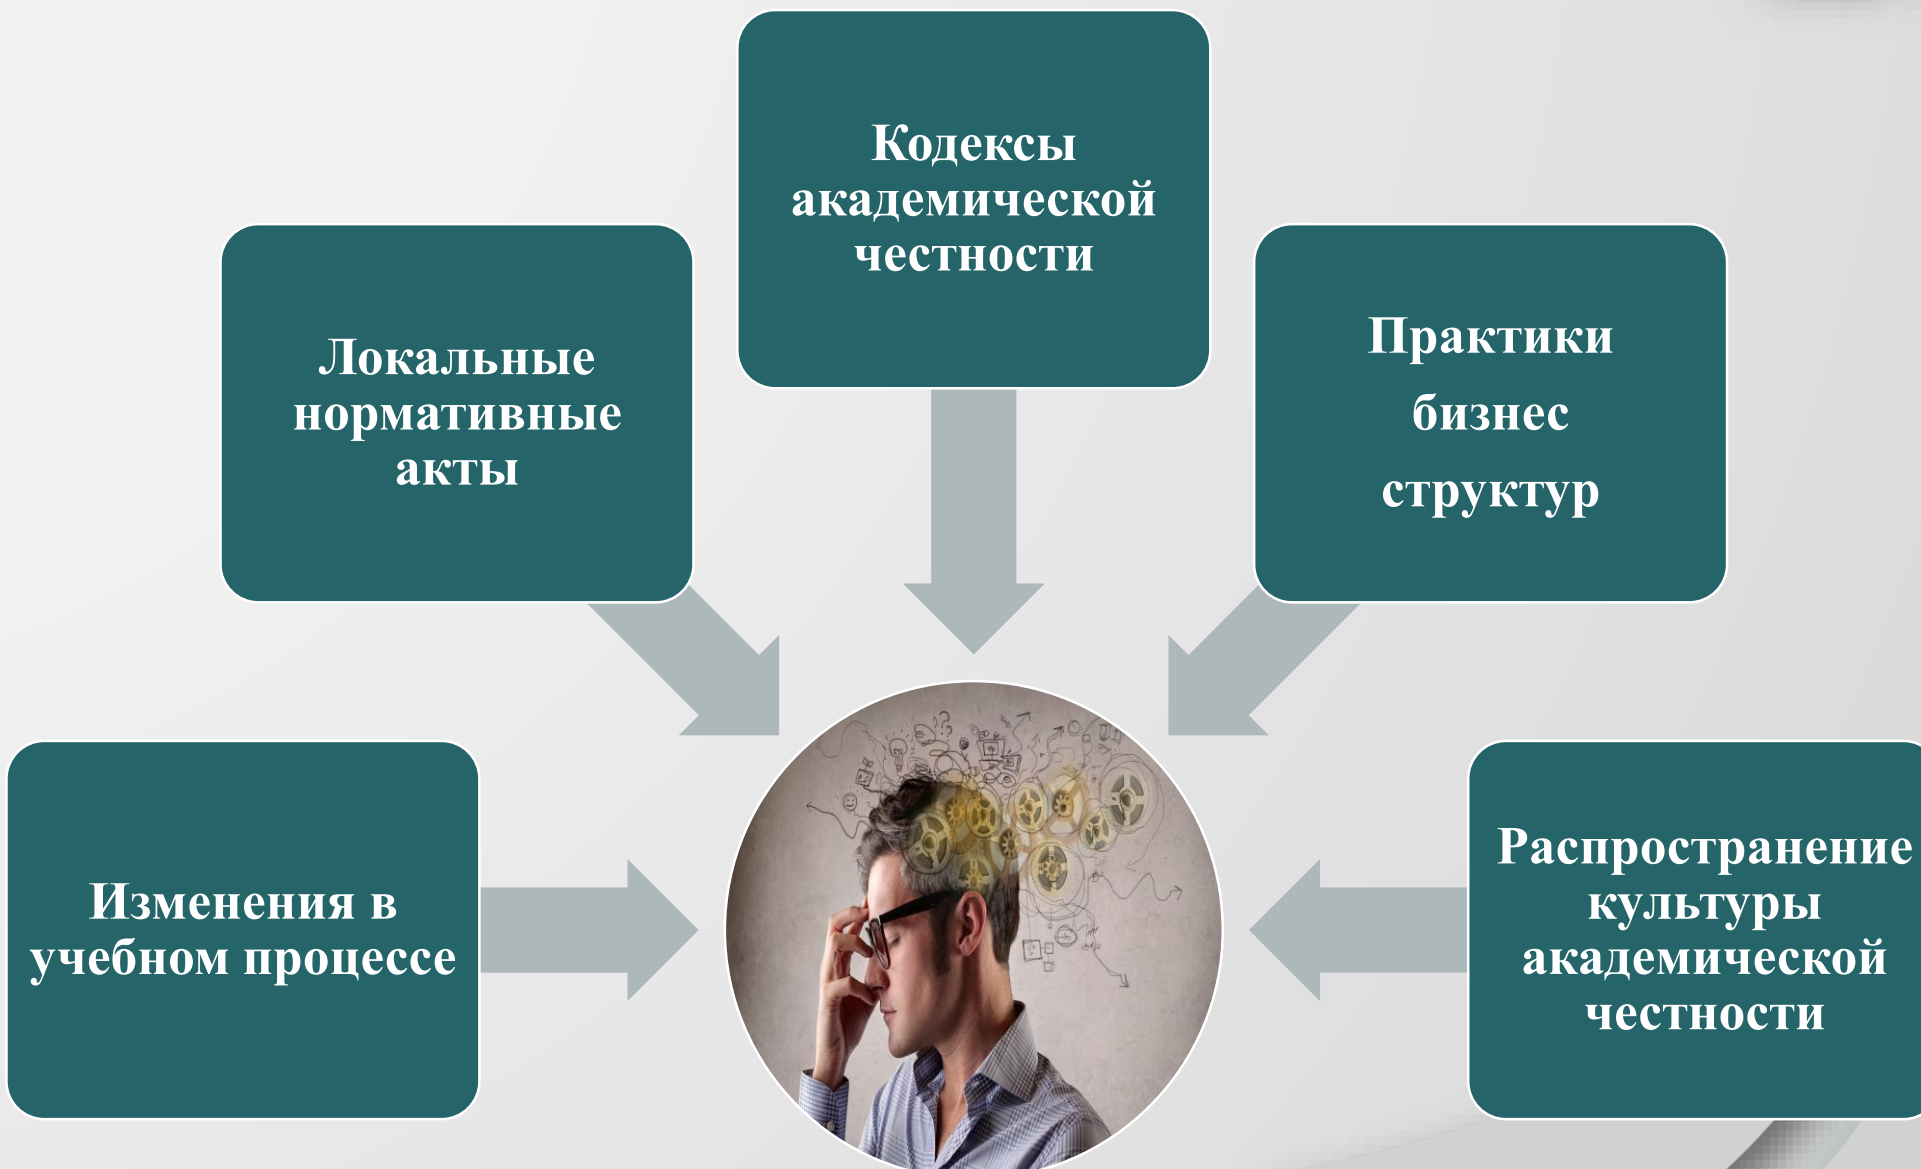 Кодексы
академической
честности
Локальные
нормативные
акты
Практики
бизнес
структур
Изменения в
учебном процессе
Распространение
культуры
академической
честности